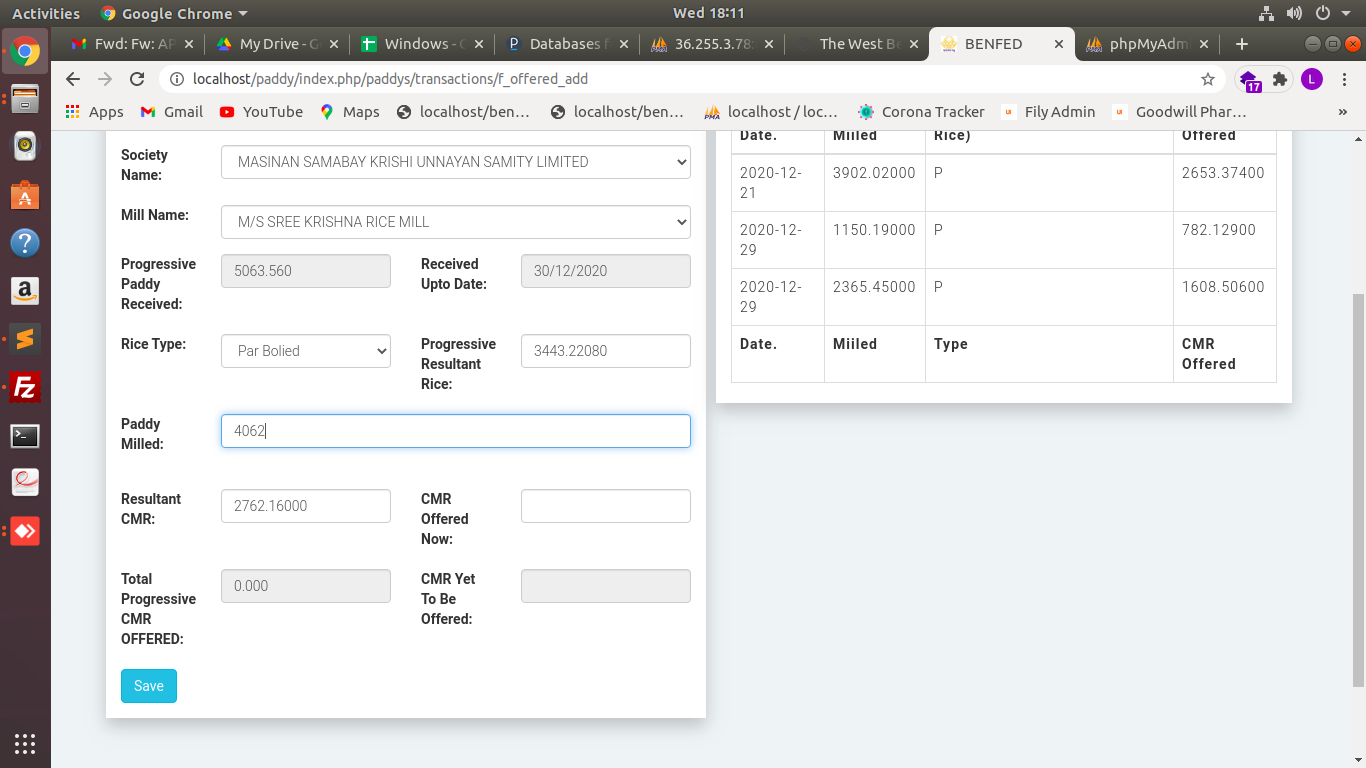 Activities
Google Chrome
Wed 18:11
Fwd: Fw: AP
My Drive - G
Windows - C
Databases f
36.255.3.78:
The West Be
BENFED
phpMyAdm
localhost/paddy/index.php/paddys/transactions/f_offered_add
17
L
Apps
Gmail
YouTube
Maps
localhost/ben...
localhost/ben...
localhost / loc...
Corona Tracker
Fily Admin
Goodwill Phar...
»
Society
Name:
MASINAN SAMABAY KRISHI UNNAYAN SAMITY LIMITED
Mill Name:
M/S SREE KRISHNA RICE MILL
Progressive
Paddy
Received:
5063.560
Received
Upto Date:
30/12/2020
Rice Type:
Par Bolied
Progressive
Resultant
Rice:
3443.22080
Paddy
Milled:
4062
Resultant
CMR:
2762.16000
CMR
Offered
Now:
Total
Progressive
CMR
OFFERED:
0.000
CMR Yet
To Be
Offered:
Save
Date.
Miilled
Rice)
Offered
2020-12-
21
3902.02000
P
2653.37400
2020-12-
29
1150.19000
P
782.12900
2020-12-
29
2365.45000
P
1608.50600
Date.
Miilled
Type
CMR
Offered